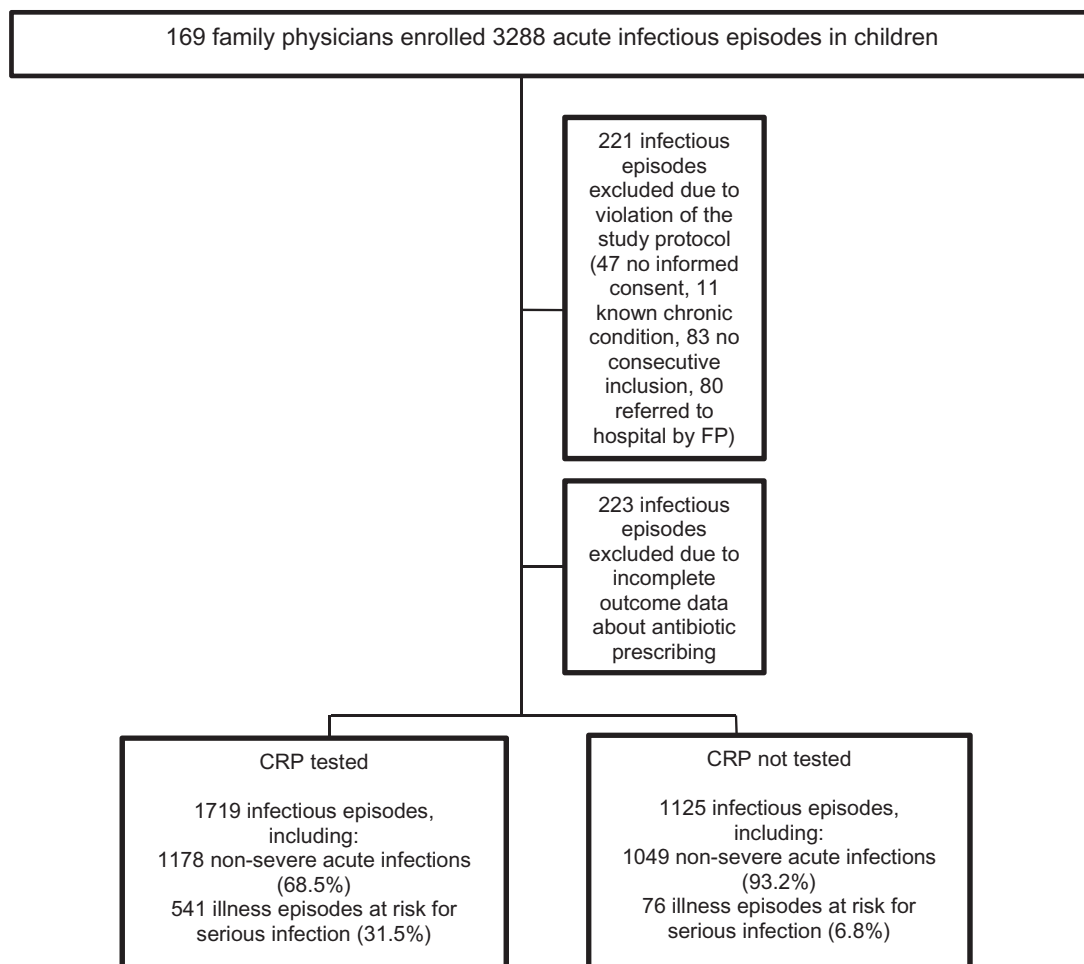 169 family physicians enrolled 3288 acute infectious episodes in children
221 infectious
episodes
excluded due to
violation of the
study protocol
(47 no informed
consent, 11
known chronic
condition, 83 no
consecutive
inclusion, 80
referred to
hospital by FP)
223 infectious
episodes
excluded due to
incomplete
outcome data
about antibiotic
prescribing
CRP tested
1719 infectious episodes,
including:
1178 non-severe acute infections
(68.5%)
541 illness episodes at risk for
serious infection (31.5%)
CRP not tested
1125 infectious episodes,
including:
1049 non-severe acute infections
(93.2%)
76 illness episodes at risk for
serious infection (6.8%)